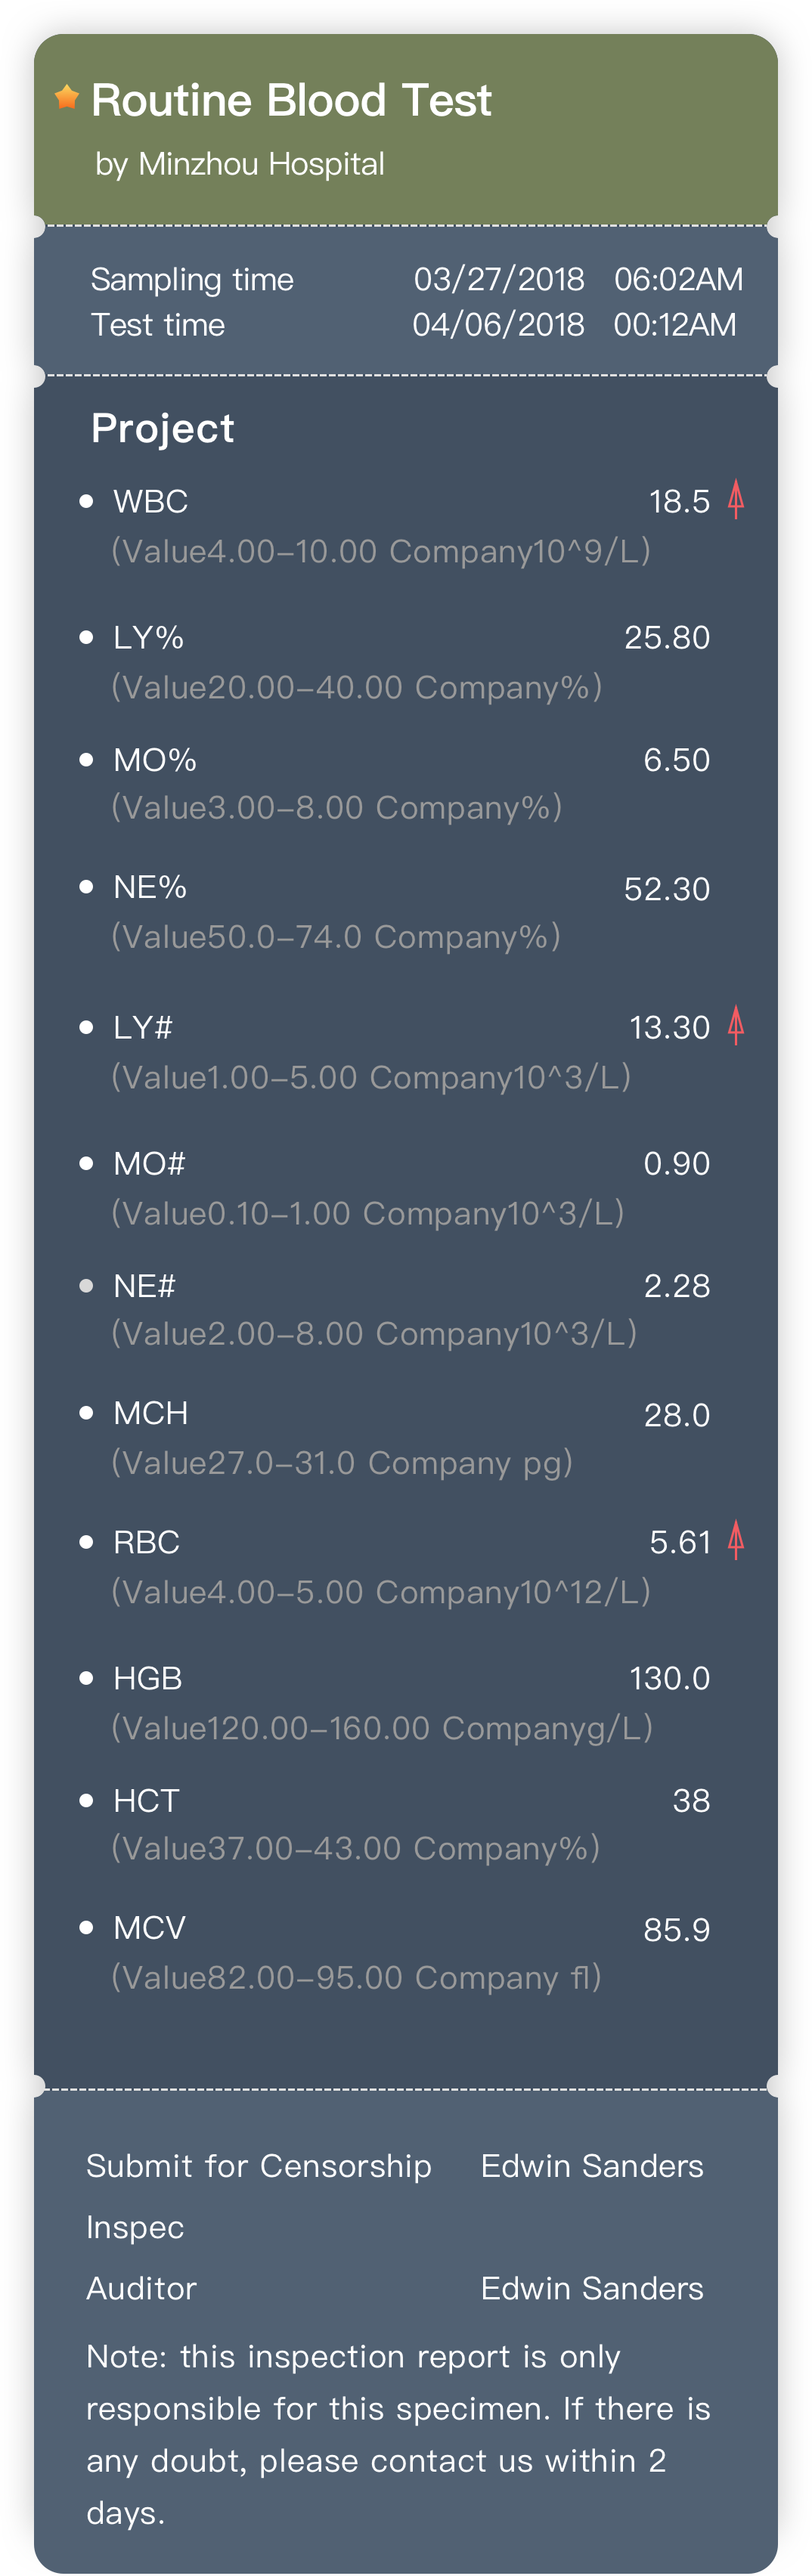 Routine Blood Test
by Minzhou Hospital
Sampling time 03/27/2018 06:02AM
Test time 04/06/2018 00:12AM
Project
WBC 18.5
(Value4.00–10.00 Company10^9/L)
LY% 25.80
(Value20.00–40.00 Company%)
MO% 6.50
(Value3.00–8.00 Company%)
NE% 52.30
(Value50.0–74.0 Company%)
LY# 13.30
(Value1.00–5.00 Company10^3/L)
MO# 0.90
(Value0.10–1.00 Company10^3/L)
NE# 2.28
(Value2.00–8.00 Company10^3/L)
MCH 28.0
(Value27.0–31.0 Company pg)
RBC 5.61
(Value4.00–5.00 Company10^12/L)
HGB 130.0
(Value120.00–160.00 Companyg/L)
HCT 38
(Value37.00–43.00 Company%)
MCV 85.9
(Value82.00–95.00 Company fl)
Submit for Censorship Edwin Sanders
Inspec
Auditor Edwin Sanders
Note: this inspection report is only
responsible for this specimen. If there is
any doubt, please contact us within 2
days.